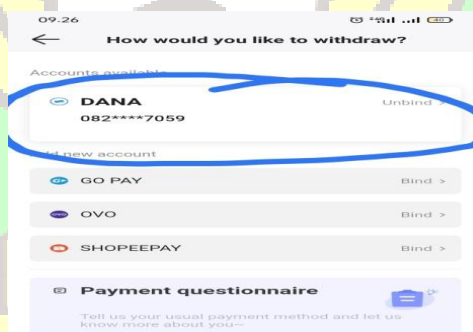 09.26
How would you like to withdraw?
Accounts available
DANA
Unbind >
082****7059
Add new account
GO PAY
Bind >
OVO
Bind >
SHOPEEPAY
Bind >
Payment questionnaire
Tell us your usual payment method and let us
know more about you~